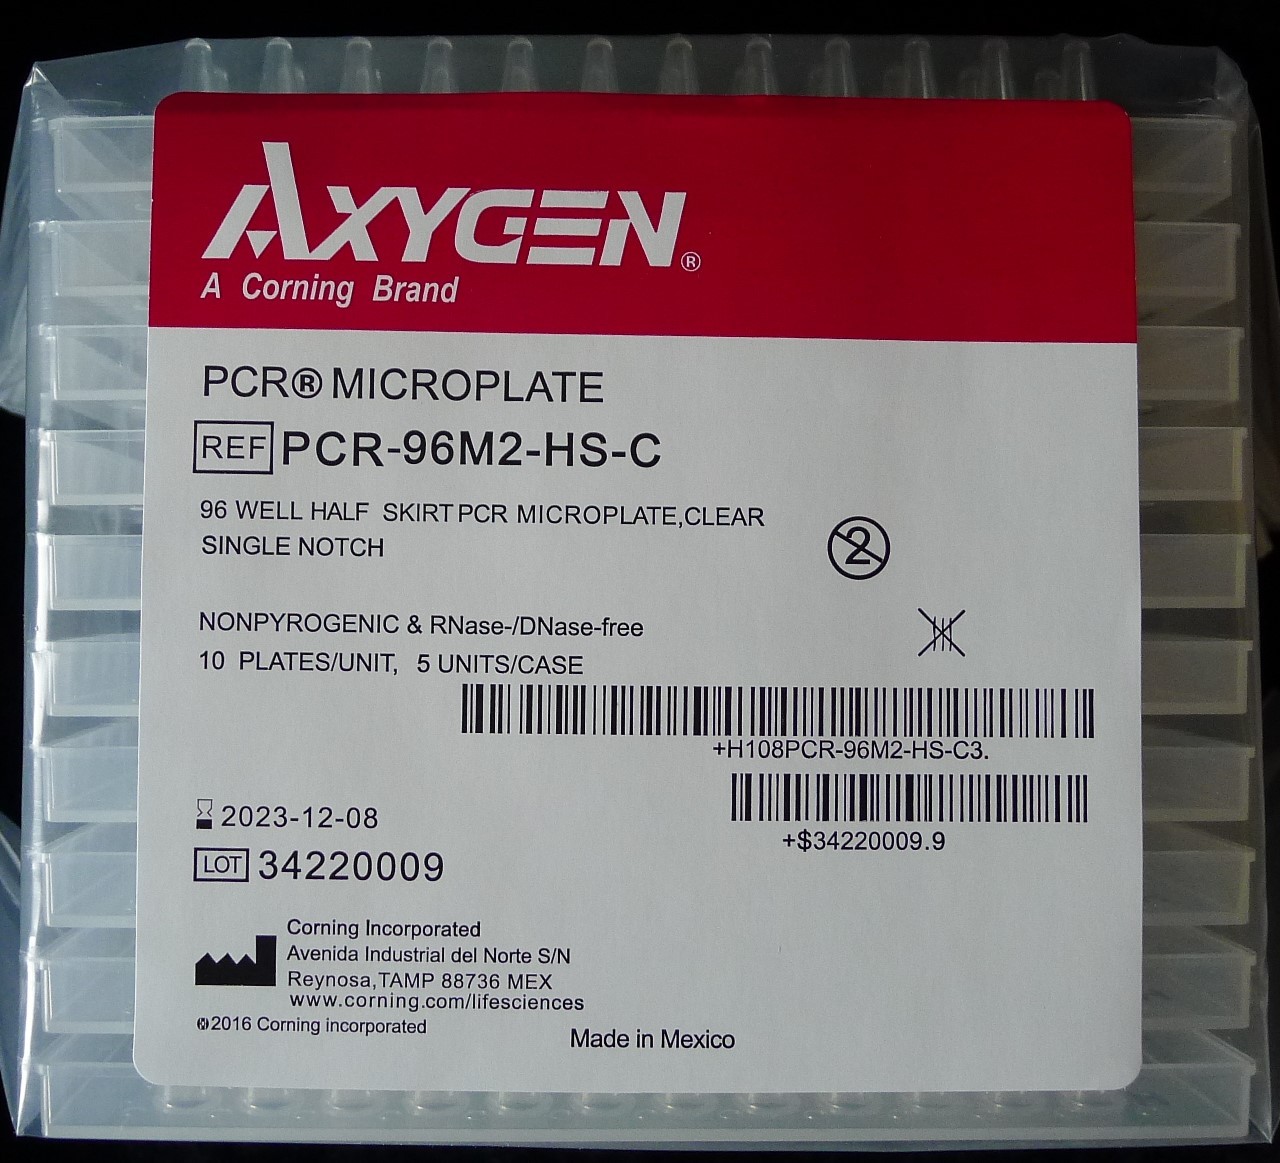 AXYGEN®
A Corning Brand
PCR® MICROPLATE
REF PCR-96M2-HS-C
96 WELL HALF SKIRT PCR MICROPLATE,CLEAR
SINGLE NOTCH
2
NONPYROGENIC & RNase-/DNase-free
10 PLATES/UNIT, 5 UNITS/CASE
+H108PCR-96M2-HS-C3.
+$34220009.9
2023-12-08
LOT 34220009
Corning Incorporated
Avenida Industrial del Norte S/N
Reynosa,TAMP 88736 MEX
www.corning.com/lifesciences
©2016 Corning incorporated
Made in Mexico